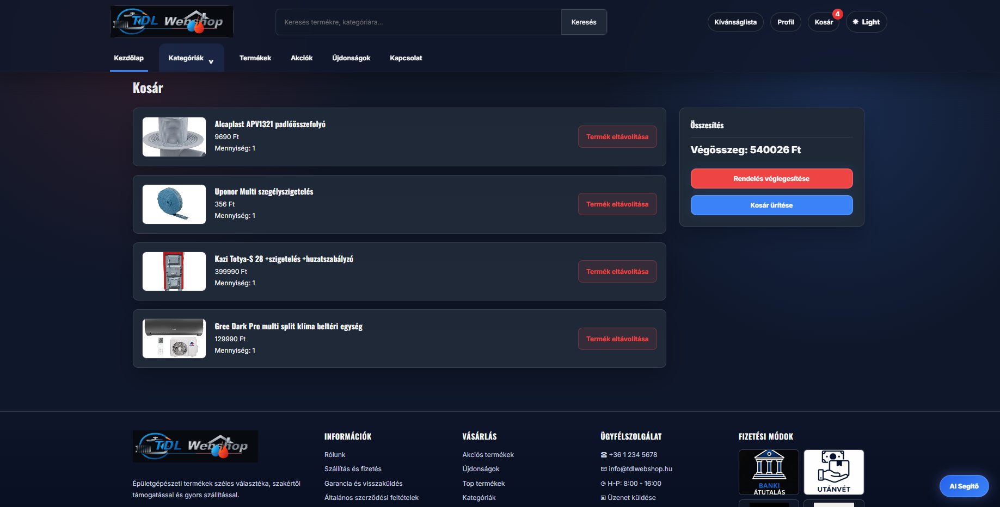 TDL Webshop
Keresés termékre, kategóriára...
Keresés
Kívánságlista
Profil
Kosár
4
Light
Kezdőlap
Kategóriák
Termékek
Akciók
Újdonságok
Kapcsolat
Kosár
Alcaplast APV1321 padlóösszefolyó
9690 Ft
Mennyiség: 1
Termék eltávolítása
Uponor Multi szegélyszigetelés
356 Ft
Mennyiség: 1
Termék eltávolítása
Kazi Totya-S 28 +szigetelés +huzatszabályzó
399990 Ft
Mennyiség: 1
Termék eltávolítása
Gree Dark Pro multi split klíma beltéri egység
129990 Ft
Mennyiség: 1
Termék eltávolítása
Összesítés
Végösszeg: 540026 Ft
Rendelés véglegesítése
Kosár ürítése
TDL Webshop
Épületgépészeti termékek széles választéka, szakértői
támogatással és gyors szállítással.
INFORMÁCIÓK
Rólunk
Szállítás és fizetés
Garancia és visszaküldés
Általános szerződési feltételek
VÁSÁRLÁS
Akciós termékek
Újdonságok
Top termékek
Kategóriák
ÜGYFÉLSZOLGÁLAT
+36 1 234 5678
info@tdlwebshop.hu
H-P: 8:00 - 16:00
Üzenet küldése
FIZETÉSI MÓDOK
BANKI
ÁTUTALÁS
UTÁNVÉT
AI Segítő